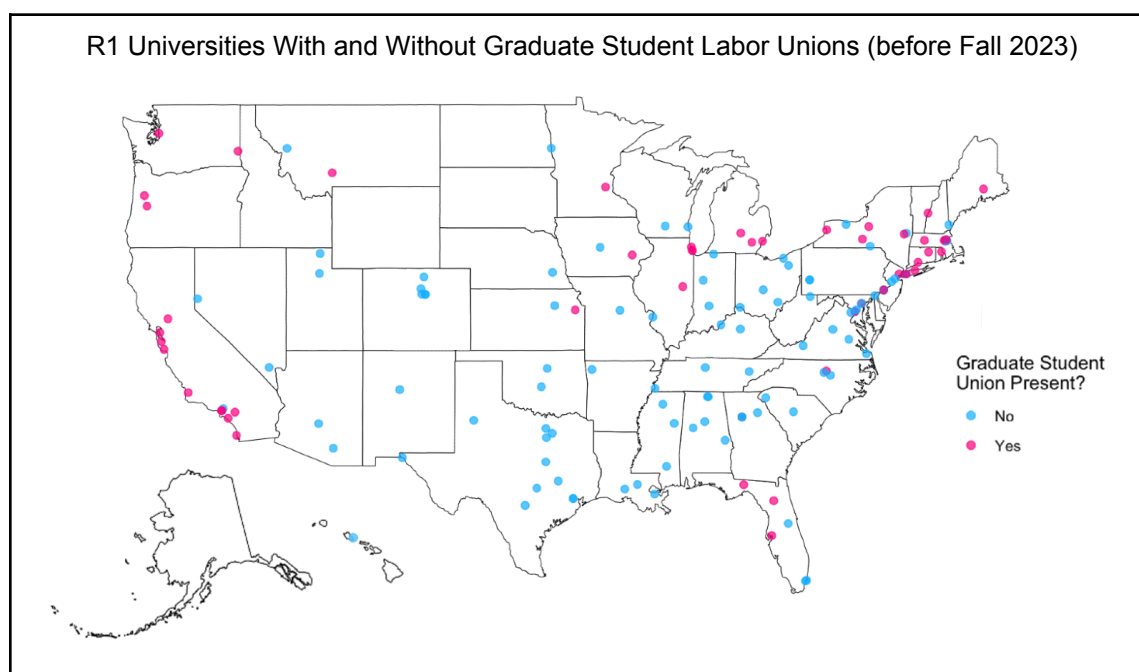 R1 Universities With and Without Graduate Student Labor Unions (before Fall 2023)
Graduate Student
Union Present?
No
Yes